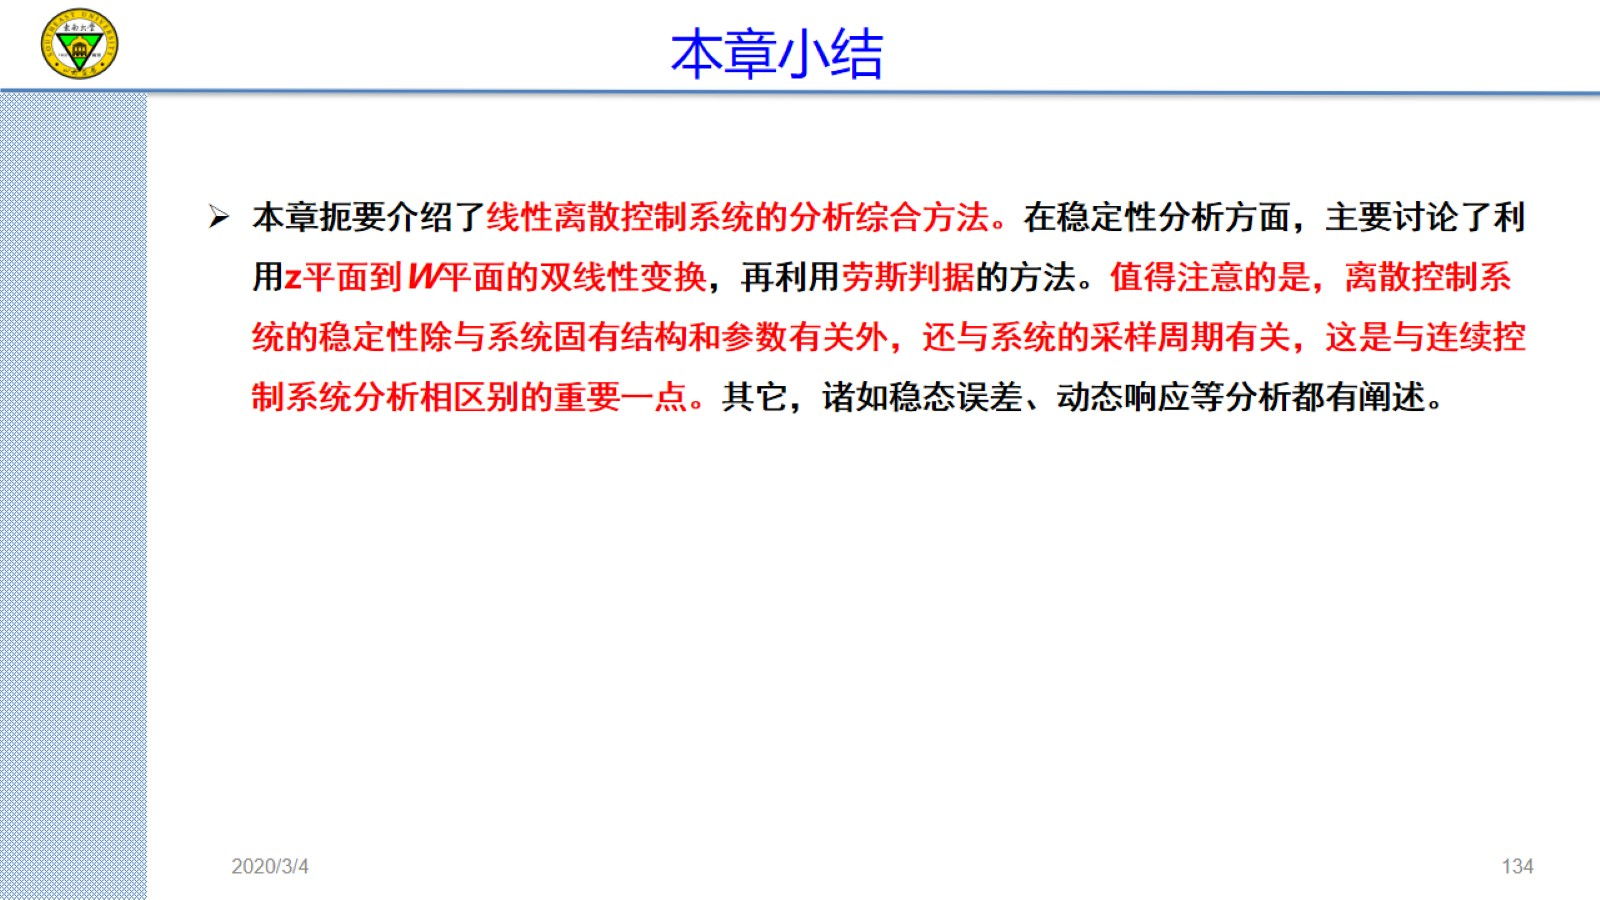 SOUTHEAST UNIVERSITY
本章小结
➢ 本章扼要介绍了线性离散控制系统的分析综合方法。在稳定性分析方面，主要讨论了利
用z平面到W平面的双线性变换，再利用劳斯判据的方法。值得注意的是，离散控制系
统的稳定性除与系统固有结构和参数有关外，还与系统的采样周期有关，这是与连续控
制系统分析相区别的重要一点。其它，诸如稳态误差、动态响应等分析都有阐述。
2020/3/4
134